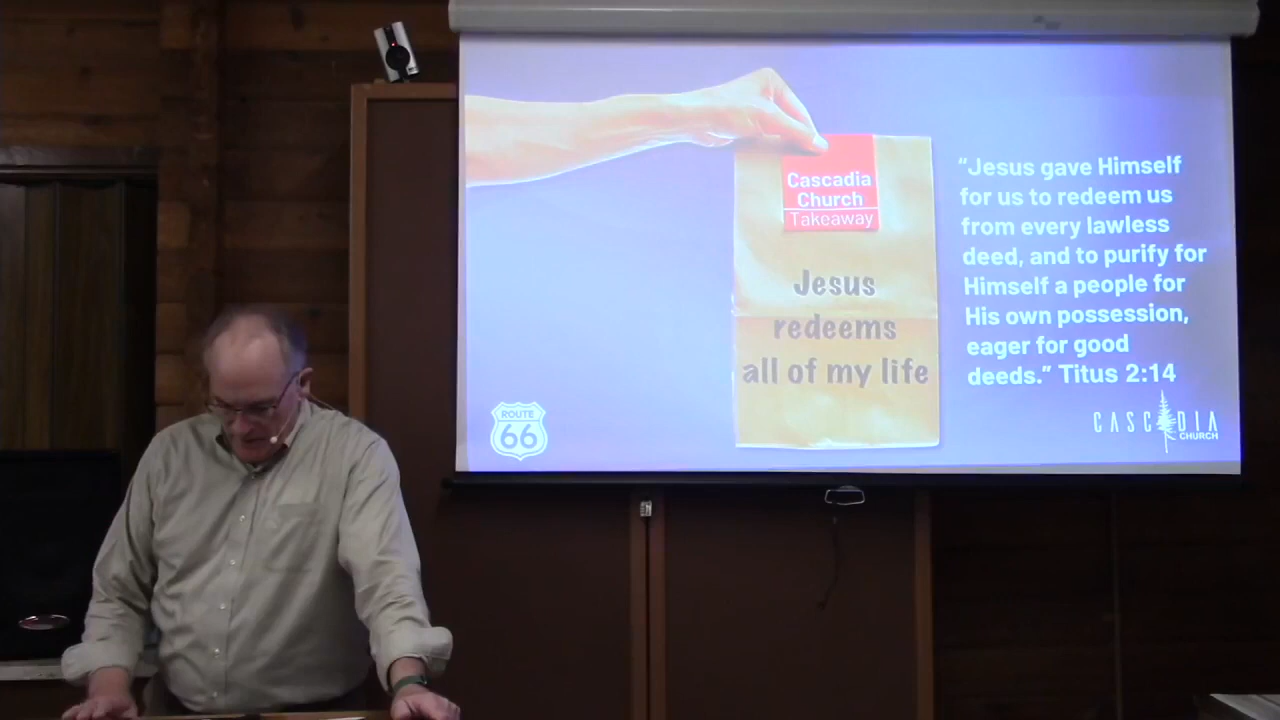 Cascadia
Church
Takeaway
Jesus
redeems
all of my life
“Jesus gave Himself
for us to redeem us
from every lawless
deed, and to purify for
Himself a people for
His own possession,
eager for good
deeds.” Titus 2:14
ROUTE
66
CASCADIA
CHURCH